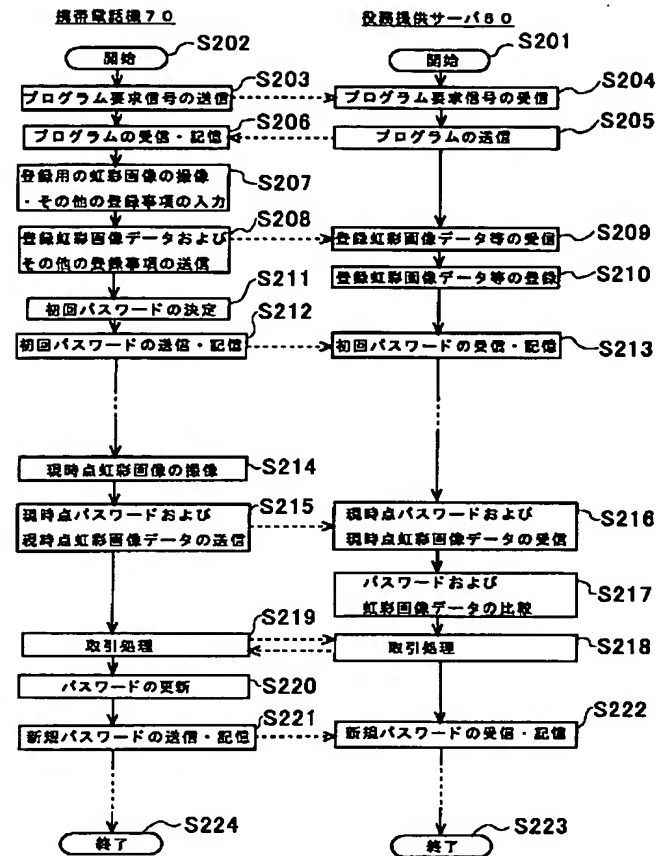 携帯電話機70
役務提供サーバ60
S202
S201
開始
開始
S203
S204
プログラム要求信号の送信
プログラム要求信号の受信
S206
S205
プログラムの受信・記憶
プログラムの送信
S207
登録用の虹彩画像の撮像
・その他の登録事項の入力
S208
S209
登録虹彩画像データおよび
その他の登録事項の送信
登録虹彩画像データ等の受信
S210
S211
登録虹彩画像データ等の登録
初回パスワードの決定
S212
初回パスワードの送信・記憶
初回パスワードの受信・記憶
S213
現時点虹彩画像の撮像
S214
S215
現時点パスワードおよび
現時点虹彩画像データの送信
現時点パスワードおよび
現時点虹彩画像データの受信
S216
パスワードおよび
虹彩画像データの比較
S217
S219
取引処理
取引処理
S218
パスワードの更新
S220
S221
S222
新規パスワードの送信・記憶
新規パスワードの受信・記憶
S224
S223
終了
終了